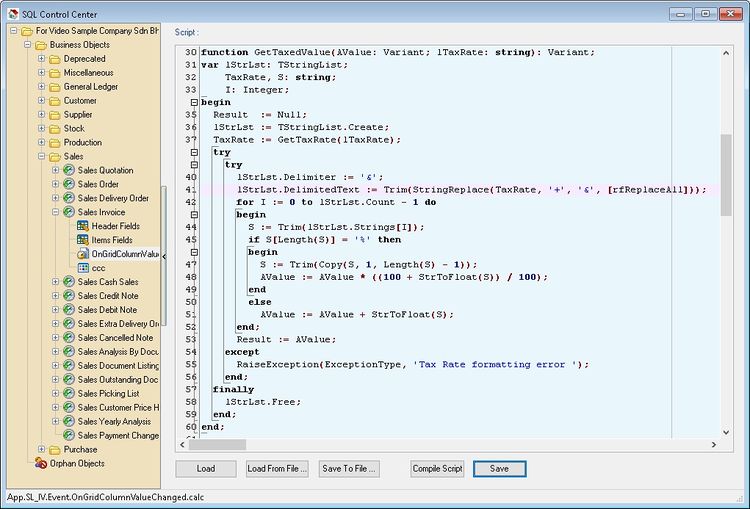 SQL Control Center
For Video Sample Company Sdn Bh
Business Objects
Deprecated
Miscellaneous
General Ledger
Customer
Supplier
Stock
Production
Sales
Sales Quotation
Sales Order
Sales Delivery Order
Sales Invoice
Header Fields
Items Fields
OnGridColumnValue
ccc
Sales Cash Sales
Sales Credit Note
Sales Debit Note
Sales Extra Delivery Or
Sales Cancelled Note
Sales Analysis By Docu
Sales Document Listing
Sales Outstanding Doc
Sales Picking List
Sales Customer Price H
Sales Yearly Analysis
Sales Payment Change
Purchase
Orphan Objects
Script :
30 function GetTaxedValue(AValue: Variant; lTaxRate: string): Variant;
31 var lStrLst: TStringList;
32 TaxRate, S: string;
33 I: Integer;
begin
35 Result := Null;
36 lStrLst := TStringList.Create;
37 TaxRate := GetTaxRate(lTaxRate);
try
try
40 lStrLst.Delimiter := '&';
41 lStrLst.DelimitedText := Trim(StringReplace(TaxRate, '+', '&', [rfReplaceAll]));
42 for I := 0 to lStrLst.Count - 1 do
begin
44 S := Trim(lStrLst.Strings[I]);
45 if S[Length(S)] = '%' then
begin
47 S := Trim(Copy(S, 1, Length(S) - 1));
48 AValue := AValue * ((100 + StrToFloat(S)) / 100);
49 end
50 else
51 AValue := AValue + StrToFloat(S);
52 end;
53 Result := AValue;
54 except
55 RaiseException(ExceptionType, 'Tax Rate formatting error ');
56 end;
57 finally
58 lStrLst.Free;
59 end;
60 end;
Load
Load From File ...
Save To File ...
Compile Script
Save
App.SL_IV.Event.OnGridColumnValueChanged.calc